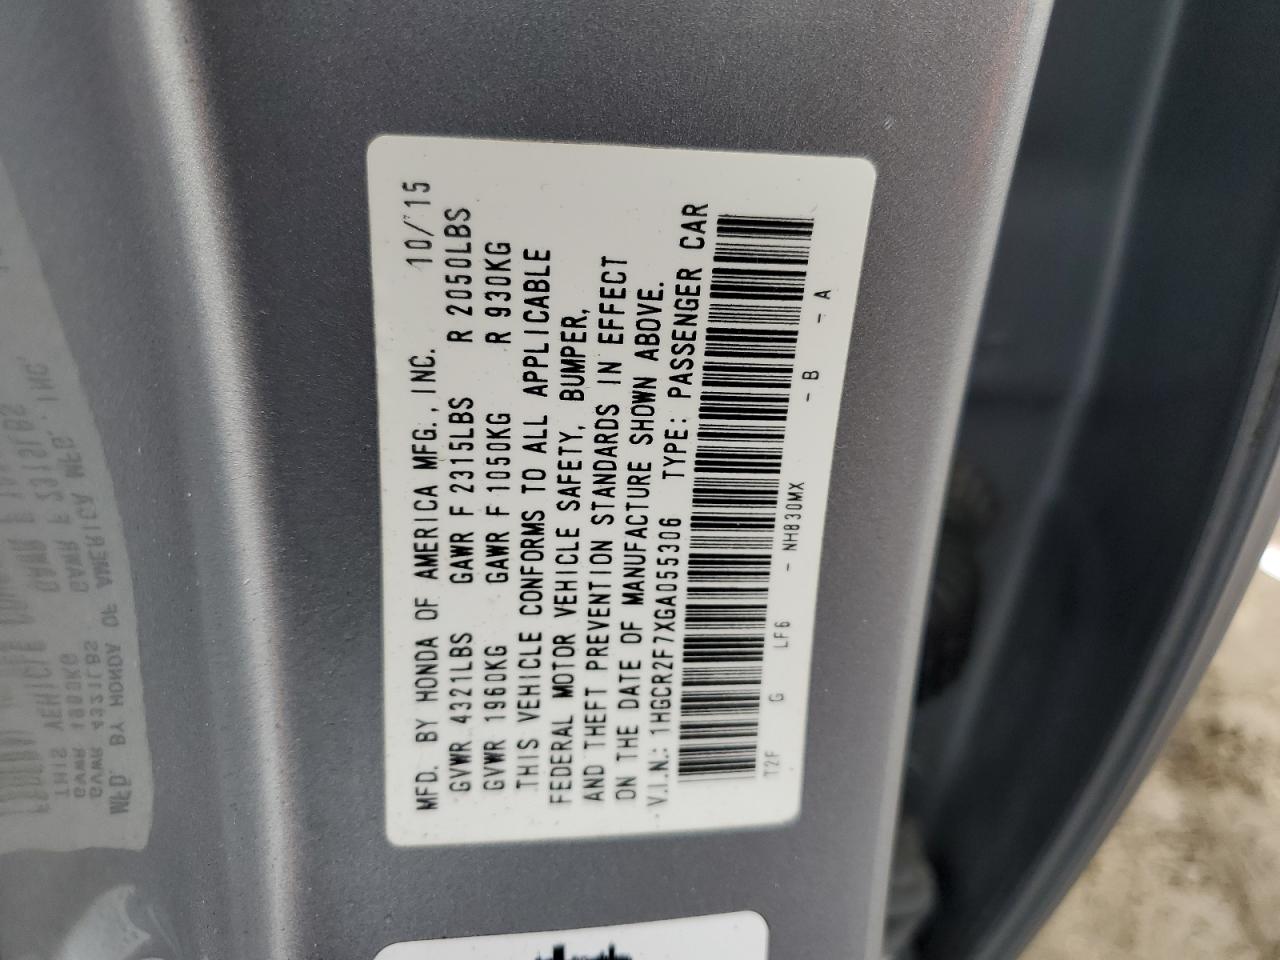 MFD. BY HONDA OF AMERICA MFG., INC. 10/15
GVWR 4321LBS GAWR F 2315LBS R 2050LBS
GVWR 1960KG GAWR F 1050KG R 930KG
THIS VEHICLE CONFORMS TO ALL APPLICABLE
FEDERAL MOTOR VEHICLE SAFETY, BUMPER,
AND THEFT PREVENTION STANDARDS IN EFFECT
ON THE DATE OF MANUFACTURE SHOWN ABOVE.
V.I.N.: 1HGCR2F7XGA055306 TYPE: PASSENGER CAR
T2F G LF6 - NH830MX - B - A